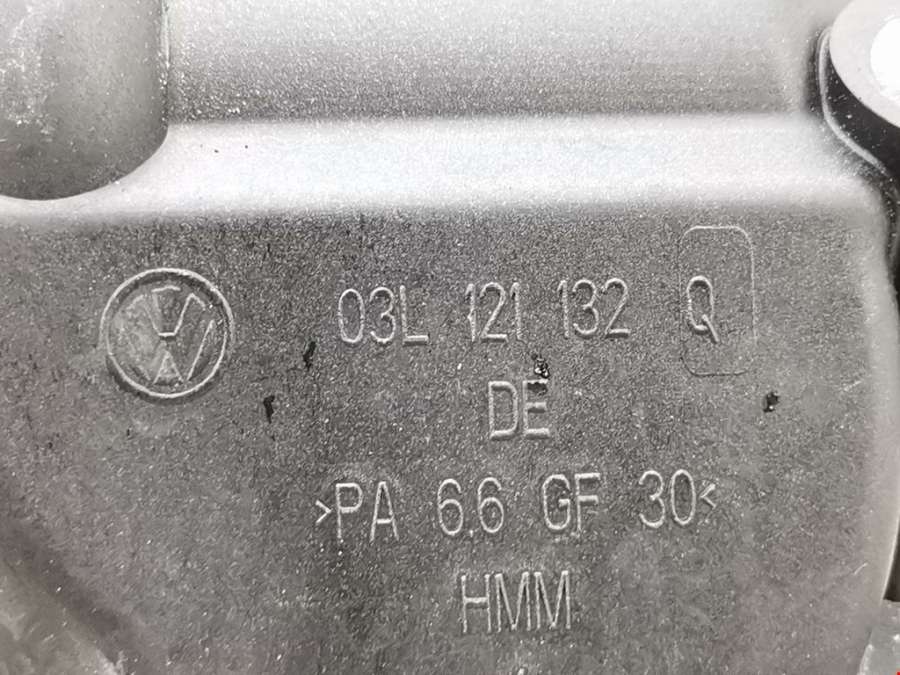 03L 121 132 Q
DE
>PA 6.6 GF 30<
HMM